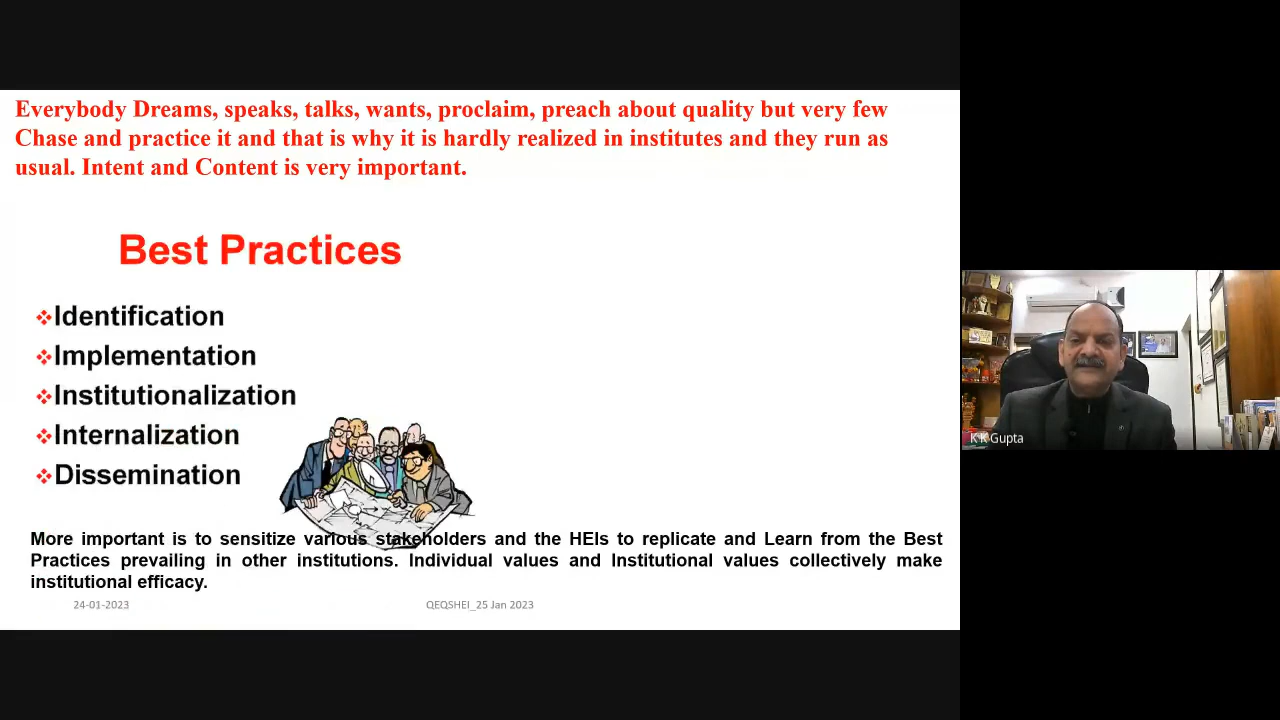 Everybody Dreams, speaks, talks, wants, proclaim, preach about quality but very few
Chase and practice it and that is why it is hardly realized in institutes and they run as
usual. Intent and Content is very important.
Best Practices
Identification
Implementation
Institutionalization
Internalization
Dissemination
More important is to sensitize various stakeholders and the HEIs to replicate and Learn from the Best
Practices prevailing in other institutions. Individual values and Institutional values collectively make
institutional efficacy.
24-01-2023
QEQSHEI_25 Jan 2023
K K Gupta